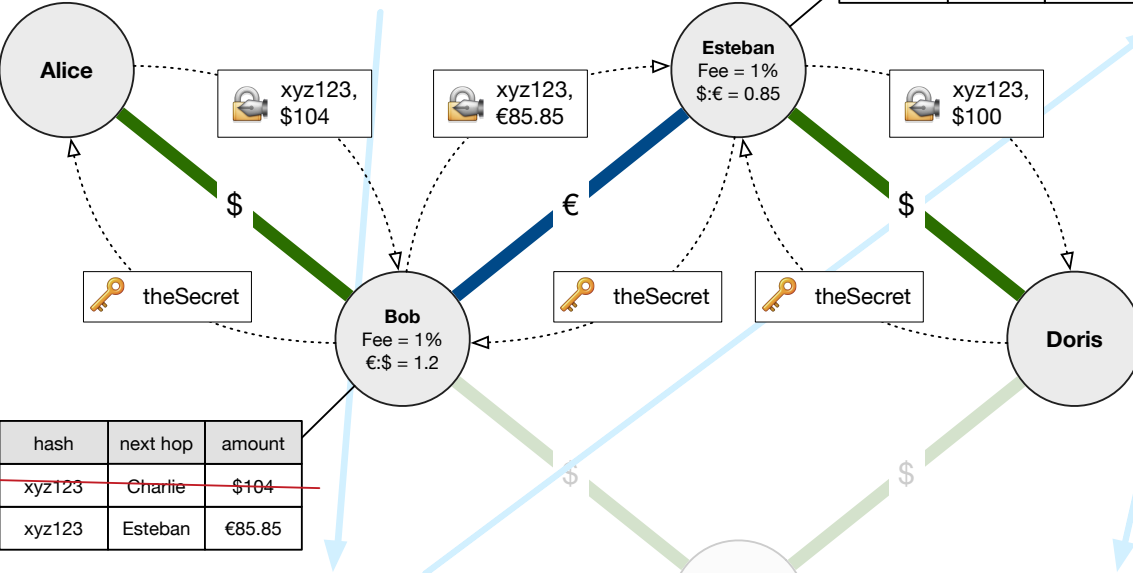 Esteban
Fee = 1%
$:€ = 0.85
Alice
xyz123,
$104
xyz123,
€85.85
xyz123,
$100
$
€
$
theSecret
theSecret
theSecret
Bob
Fee = 1%
€:$ = 1.2
Doris
hash next hop amount
xyz123 Charlie $104
xyz123 Esteban €85.85
$
$